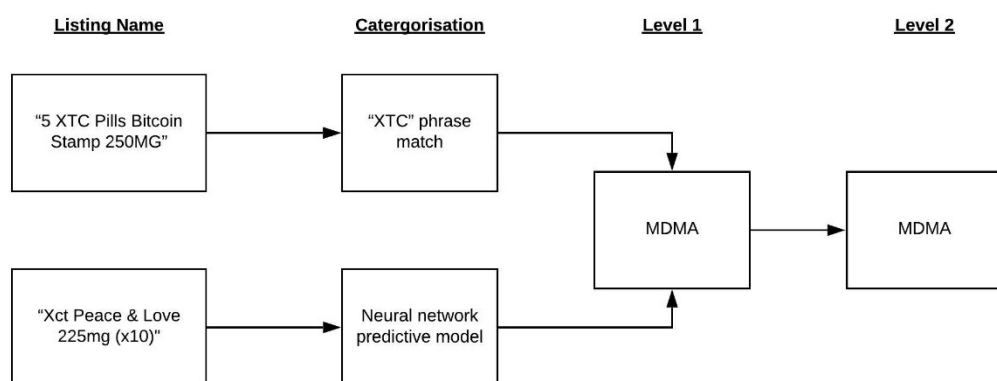 Listing Name
Catergorisation
Level 1
Level 2
“5 XTC Pills Bitcoin
Stamp 250MG”
“XTC” phrase
match
MDMA
MDMA
“Xct Peace & Love
225mg (x10)"
Neural network
predictive model